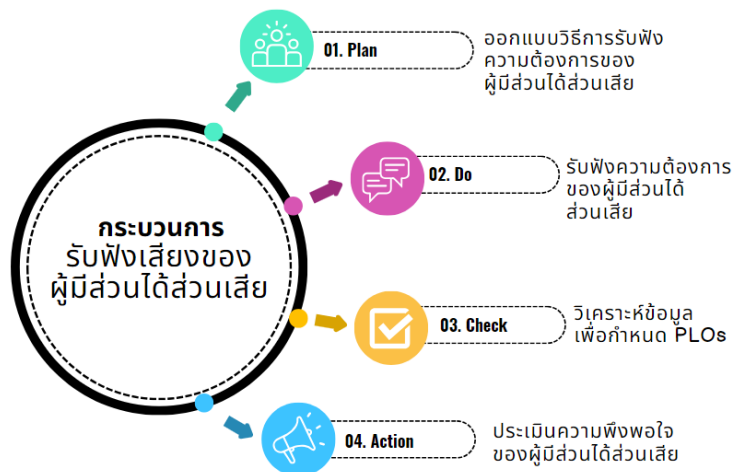 กระบวนการ
รับฟังเสียงของ
ผู้มีส่วนได้ส่วนเสีย
01. Plan
ออกแบบวิธีการรับฟัง
ความต้องการของ
ผู้มีส่วนได้ส่วนเสีย
02. Do
รับฟังความต้องการ
ของผู้มีส่วนได้
ส่วนเสีย
03. Check
วิเคราะห์ข้อมูล
เพื่อกำหนด PLOs
04. Action
ประเมินความพึงพอใจ
ของผู้มีส่วนได้ส่วนเสีย